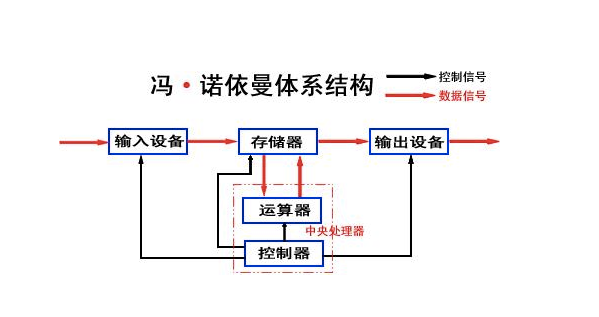 冯·诺依曼体系结构
控制信号
数据信号
输入设备
存储器
输出设备
运算器
中央处理器
控制器